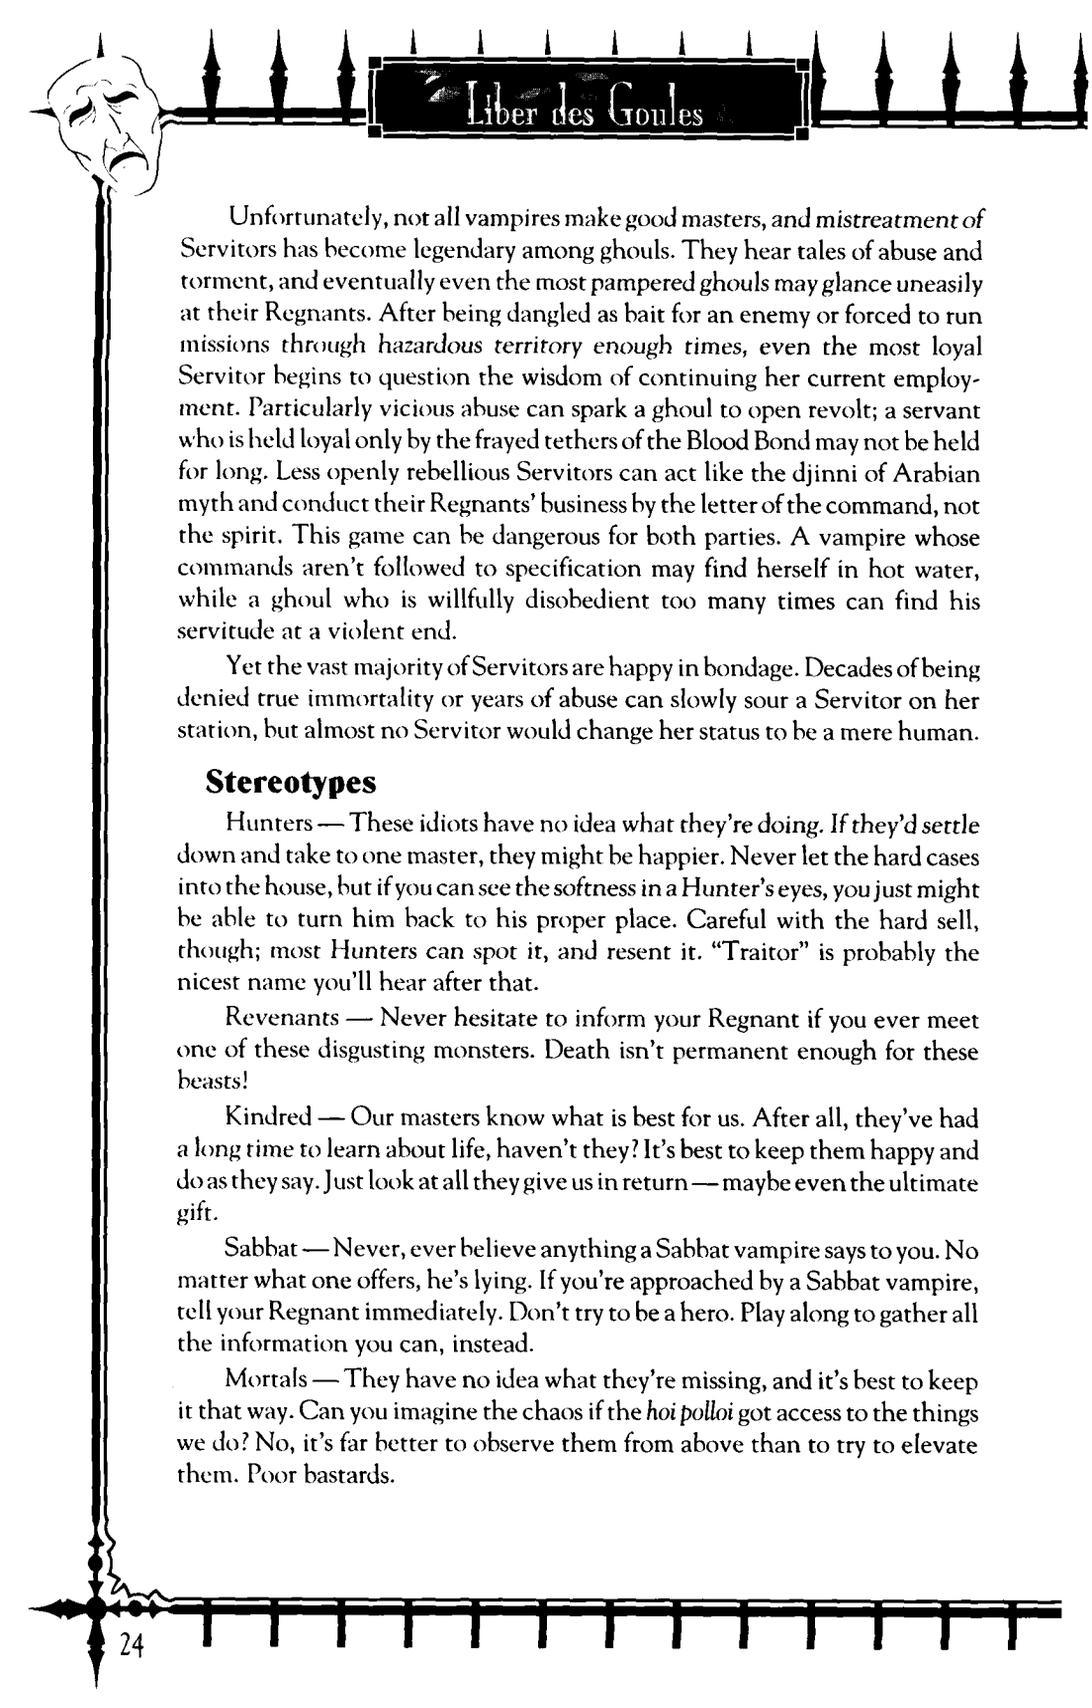 Liber des Goules
Unfortunately, not all vampires make good masters, and mistreatment of
Servitors has become legendary among ghouls. They hear tales of abuse and
torment, and eventually even the most pampered ghouls may glance uneasily
at their Regnants. After being dangled as bait for an enemy or forced to run
missions through hazardous territory enough times, even the most loyal
Servitor begins to question the wisdom of continuing her current employ-
ment. Particularly vicious abuse can spark a ghoul to open revolt; a servant
who is held loyal only by the frayed tethers of the Blood Bond may not be held
for long. Less openly rebellious Servitors can act like the djinni of Arabian
myth and conduct their Regnants' business by the letter of the command, not
the spirit. This game can be dangerous for both parties. A vampire whose
commands aren't followed to specification may find herself in hot water,
while a ghoul who is willfully disobedient too many times can find his
servitude at a violent end.
Yet the vast majority of Servitors are happy in bondage. Decades of being
denied true immortality or years of abuse can slowly sour a Servitor on her
station, but almost no Servitor would change her status to be a mere human.
Stereotypes
Hunters — These idiots have no idea what they're doing. If they'd settle
down and take to one master, they might be happier. Never let the hard cases
into the house, but if you can see the softness in a Hunter's eyes, you just might
be able to turn him back to his proper place. Careful with the hard sell,
though; most Hunters can spot it, and resent it. "Traitor" is probably the
nicest name you'll hear after that.
Revenants — Never hesitate to inform your Regnant if you ever meet
one of these disgusting monsters. Death isn't permanent enough for these
beasts!
Kindred — Our masters know what is best for us. After all, they've had
a long time to learn about life, haven't they? It's best to keep them happy and
do as they say. Just look at all they give us in return — maybe even the ultimate
gift.
Sabbat — Never, ever believe anything a Sabbat vampire says to you. No
matter what one offers, he's lying. If you're approached by a Sabbat vampire,
tell your Regnant immediately. Don't try to be a hero. Play along to gather all
the information you can, instead.
Mortals — They have no idea what they're missing, and it's best to keep
it that way. Can you imagine the chaos if the hoi polloi got access to the things
we do? No, it's far better to observe them from above than to try to elevate
them. Poor bastards.
24